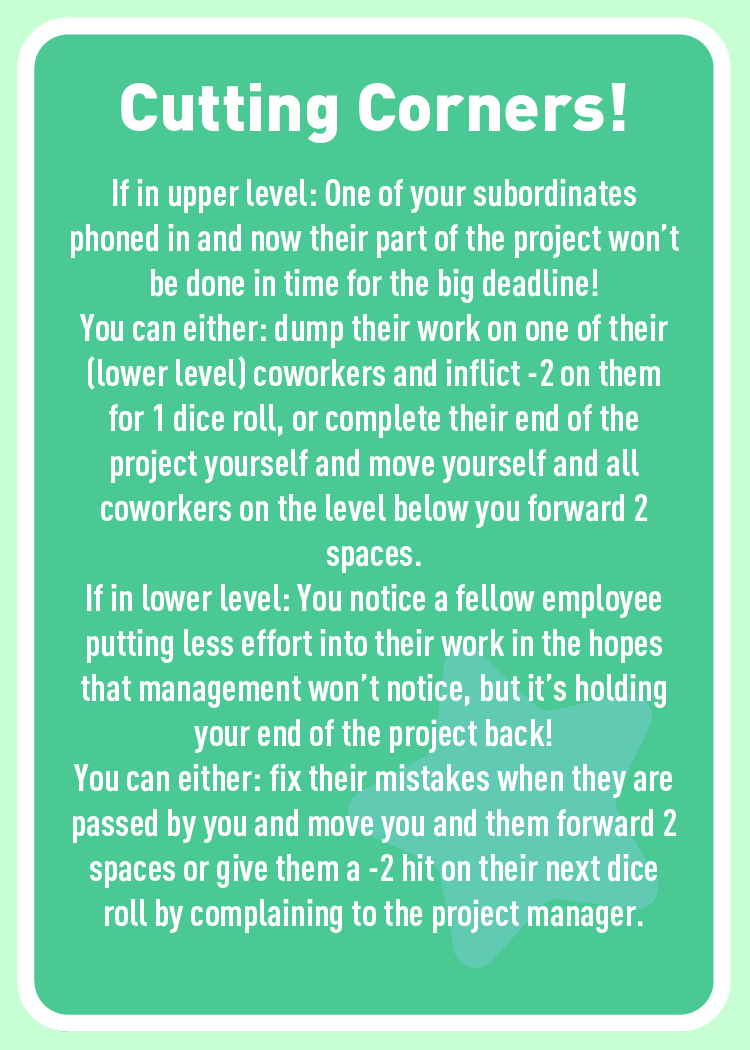 Cutting Corners!
If in upper level: One of your subordinates
phoned in and now their part of the project won’t
be done in time for the big deadline!
You can either: dump their work on one of their
(lower level) coworkers and inflict -2 on them
for 1 dice roll, or complete their end of the
project yourself and move yourself and all
coworkers on the level below you forward 2
spaces.
If in lower level: You notice a fellow employee
putting less effort into their work in the hopes
that management won’t notice, but it’s holding
your end of the project back!
You can either: fix their mistakes when they are
passed by you and move you and them forward 2
spaces or give them a -2 hit on their next dice
roll by complaining to the project manager.